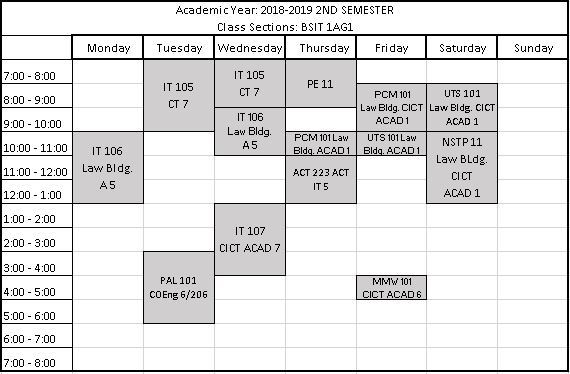 Academic Year: 2018-2019 2ND SEMESTER
Class Sections: BSIT 1AG1
Monday Tuesday Wednesday Thursday Friday Saturday Sunday
7:00 - 8:00
8:00 - 9:00
9:00 - 10:00
10:00 - 11:00
11:00 - 12:00
12:00 - 1:00
1:00 - 2:00
2:00 - 3:00
3:00 - 4:00
4:00 - 5:00
5:00 - 6:00
6:00 - 7:00
7:00 - 8:00
IT 106
Law Bldg.
A 5
IT 105
CT 7
PAL 101
COEng 6/206
IT 105
CT 7
IT 106
Law Bldg.
A 5
IT 107
CICT ACAD 7
PE 11
PCM 101 Law
Bldg. ACAD 1
ACT 223 ACT
IT 5
PCM 101
Law Bldg. CICT
ACAD 1
UTS 101 Law
Bldg. ACAD 1
MMW 101
CICT ACAD 6
UTS 101
Law Bldg. CICT
ACAD 1
NSTP 11
Law BLdg.
CICT
ACAD 1